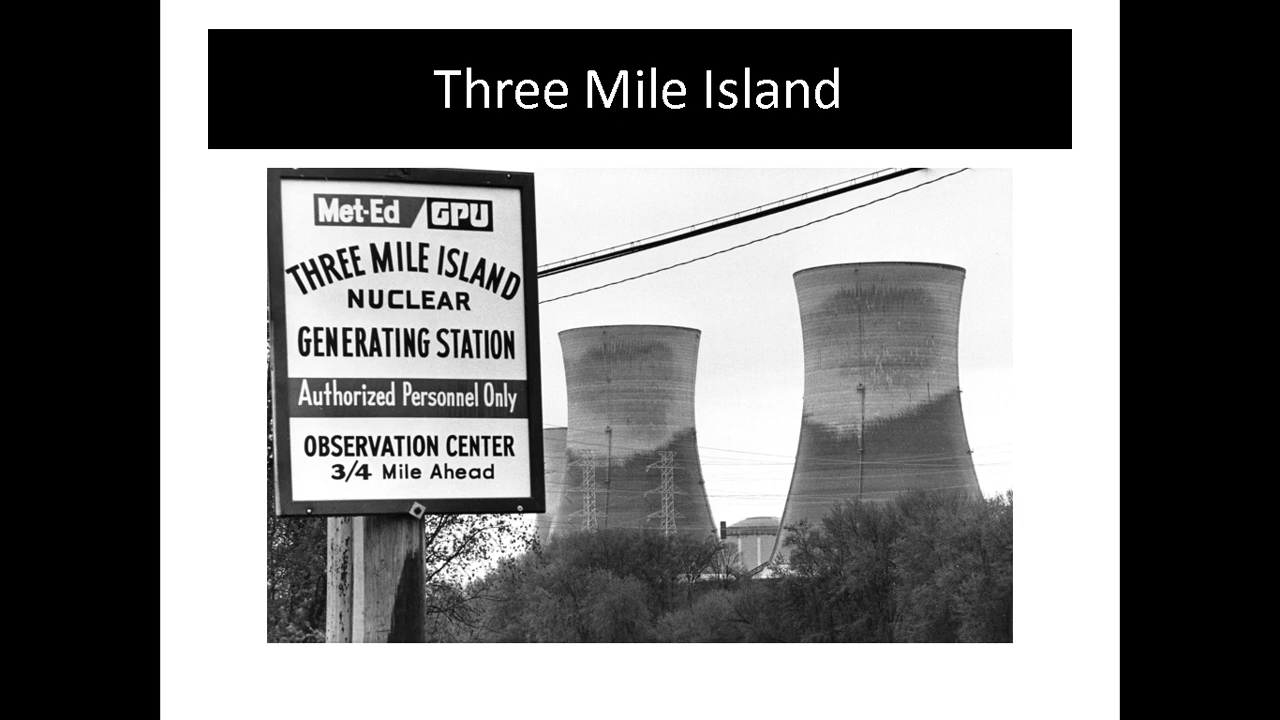 Three Mile Island
Met-Ed GPU
THREE MILE ISLAND
NUCLEAR
GENERATING STATION
Authorized Personnel Only
OBSERVATION CENTER
3/4 Mile Ahead